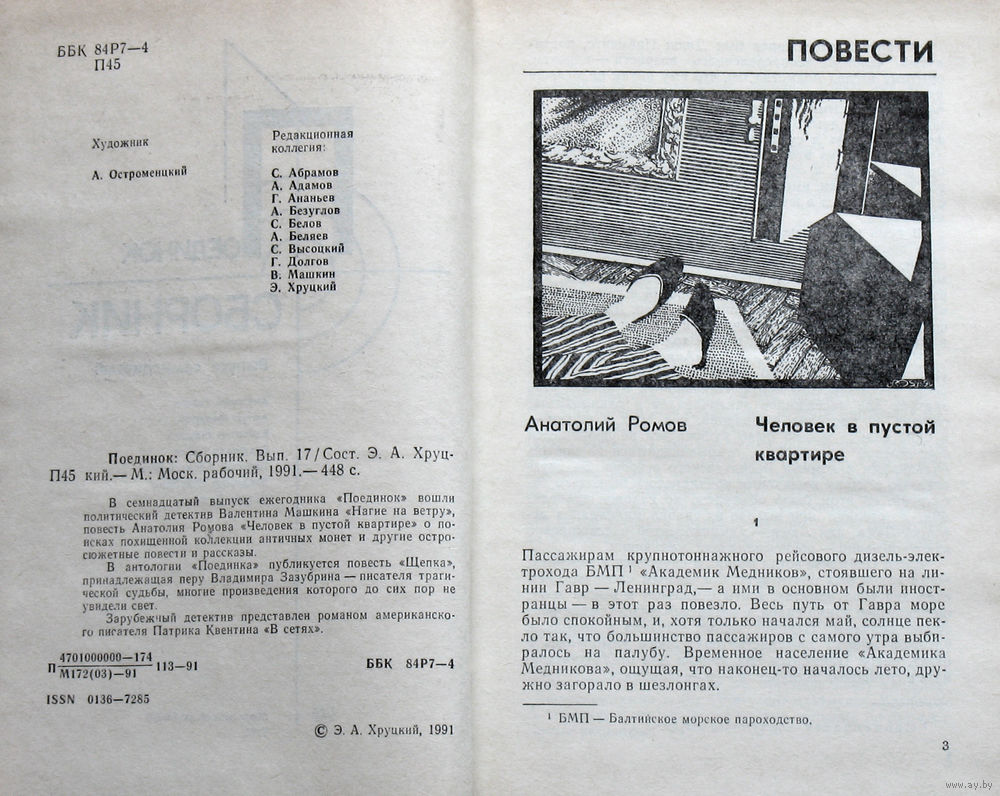 ББК 84Р7—4
П45
Художник
А. Остроменцкий
Редакционная
коллегия:
С. Абрамов
А. Адамов
Г. Ананьев
А. Безуглов
С. Белов
А. Беляев
С. Высоцкий
Г. Долгов
В. Машкин
Э. Хруцкий
Поединок: Сборник. Вып. 17/Сост. Э. А. Хруц-
П45 кий.— М.: Моск. рабочий, 1991.— 448 с.
В семнадцатый выпуск ежегодника «Поединок» вошли
политический детектив Валентина Машкина «Нагие на ветру»,
повесть Анатолия Ромова «Человек в пустой квартире» о по-
исках похищенной коллекции античных монет и другие остро-
сюжетные повести и рассказы.
В антологии «Поединка» публикуется повесть «Щепка»,
принадлежащая перу Владимира Зазубрина — писателя траги-
ческой судьбы, многие произведения которого до сих пор не
увидели свет.
Зарубежный детектив представлен романом американско-
го писателя Патрика Квентина «В сетях».
П 4701000000—174
М172(03)—91 113—91
ББК 84Р7—4
ISSN 0136—7285
© Э. А. Хруцкий, 1991
ПОВЕСТИ
Анатолий Ромов
Человек в пустой
квартире
1
Пассажирам крупнотоннажного рейсового дизель-элек-
трохода БМП ¹ «Академик Медников», стоявшего на ли-
нии Гавр — Ленинград,— а ими в основном были иност-
ранцы — в этот раз повезло. Весь путь от Гавра море
было спокойным, и, хотя только начался май, солнце пек-
ло так, что большинство пассажиров с самого утра выби-
ралось на палубу. Временное население «Академика
Медникова», ощущая, что наконец-то началось лето, дру-
жно загорало в шезлонгах.
¹ БМП — Балтийское морское пароходство.
3
www.ay.by